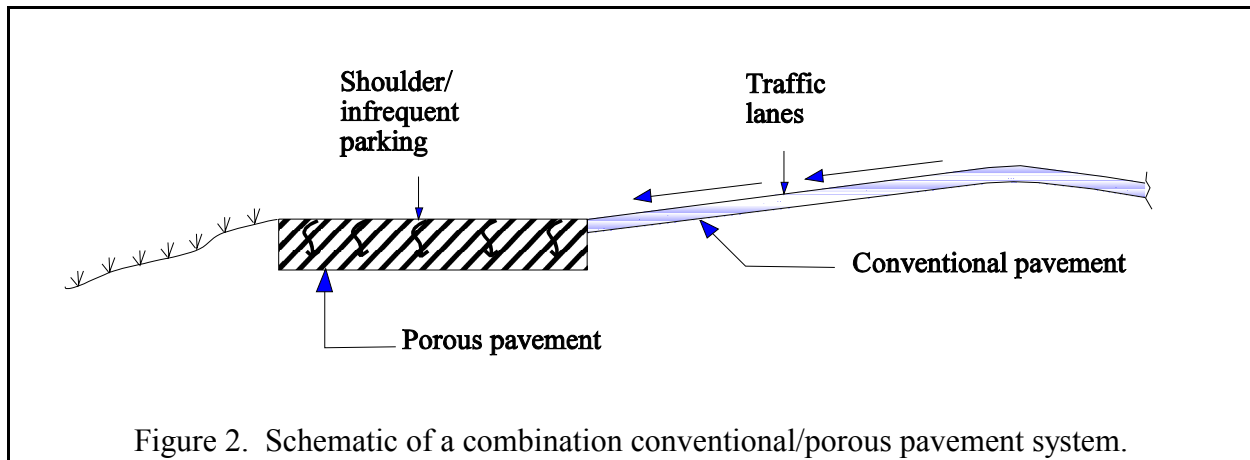 Shoulder/
infrequent
parking
Traffic
lanes
Conventional pavement
Porous pavement
Figure 2. Schematic of a combination conventional/porous pavement system.